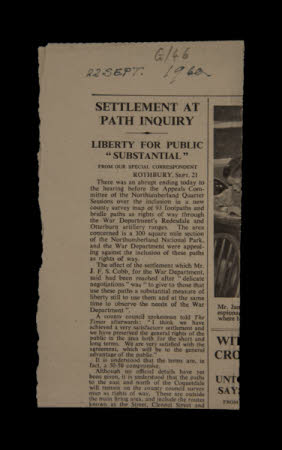 G/46
22 SEPT. 1960
SETTLEMENT AT
PATH INQUIRY
LIBERTY FOR PUBLIC
"SUBSTANTIAL"
FROM OUR SPECIAL CORRESPONDENT
ROTHBURY, SEPT. 21
There was an abrupt ending today to
the hearing before the Appeals Com-
mittee of the Northumberland Quarter
Sessions over the inclusion in a new
county survey map of 93 footpaths and
bridle paths as rights of way through
the War Department's Redesdale and
Otterburn artillery ranges. The area
concerned is a 100 square mile section
of the Northumberland National Park,
and the War Department were appeal-
ing against the inclusion of these paths
as rights of way.
The effect of the settlement which Mr.
J. F. S. Cobb, for the War Department,
said had been reached after "delicate
negotiations" was "to give to those that
use these paths a substantial measure of
liberty still to use them and at the same
time to observe the needs of the War
Department".
A county council spokesman told The
Times afterwards: "I think we have
achieved a very satisfactory settlement and
we have preserved the general rights of the
public in the area both for the short and
long terms. We are very satisfied with the
agreement, which will be to the general
advantage of the public."
It is understood that the terms are, in
fact, a 50-50 compromise.
Although no official details have yet
been given, it is understood that the paths
to the east and north of the Coquetdale
will remain on the county council survey
map as rights of way. These are outside
the main firing area, and include the routes
known as the Street, Clennel Street and
Mr. Jam
espionag
where h
WIT
CRO
UNT
SAY
FROM